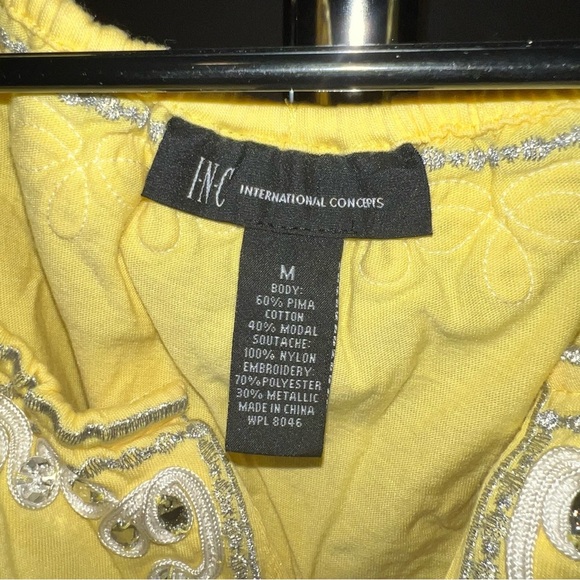 I·N·C INTERNATIONAL CONCEPTS
M
BODY:
60% PIMA
COTTON
40% MODAL
SOUTACHE:
100% NYLON
EMBROIDERY:
70%POLYESTER
30% METALLIC
MADE IN CHINA
WPL 8046